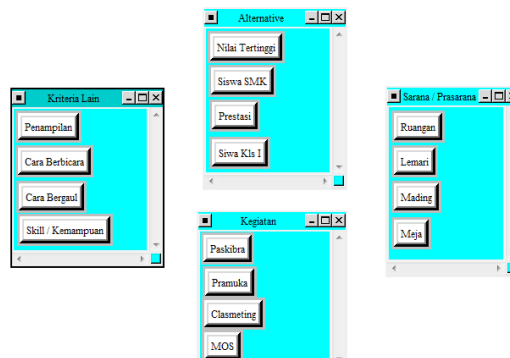 Alternative
Nilai Tertinggi
Siswa SMK
Prestasi
Siwa Kls I
Kriteria Lain
Penampilan
Cara Berbicara
Cara Bergaul
Skill / Kemampuan
Sarana / Prasarana
Ruangan
Lemari
Mading
Meja
Kegiatan
Paskibra
Pramuka
Clasmeting
MOS